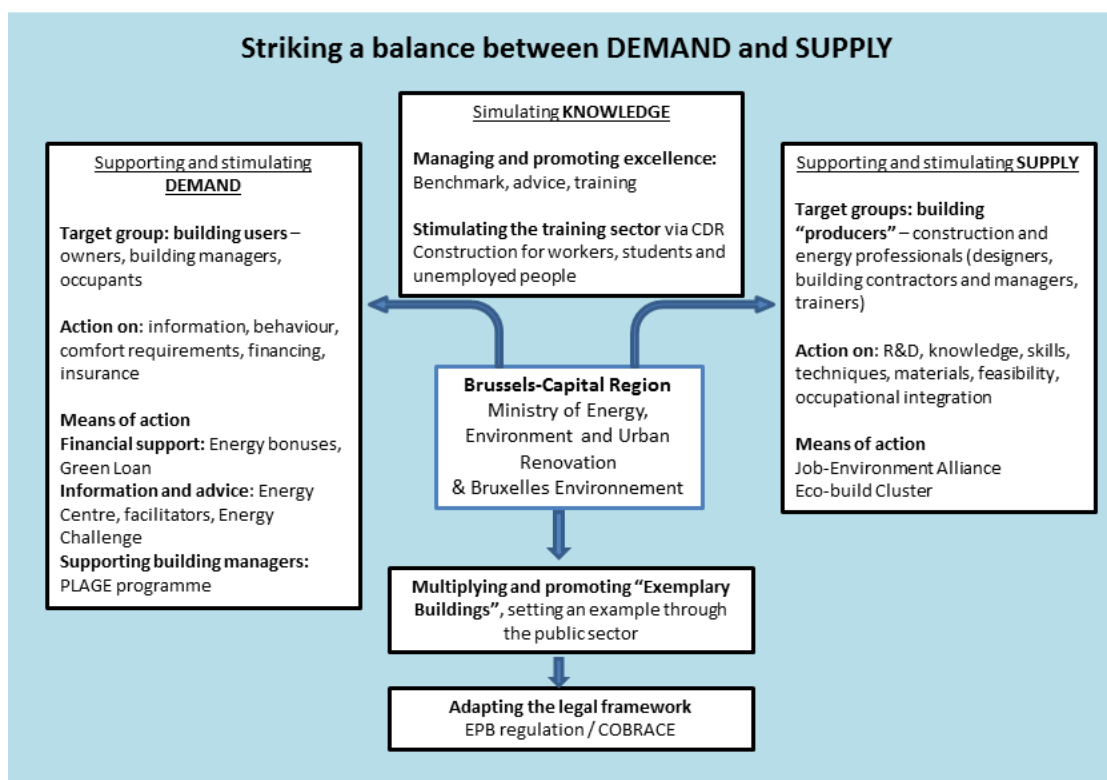 Striking a balance between DEMAND and SUPPLY
Simulating KNOWLEDGE
Managing and promoting excellence:
Benchmark, advice, training
Stimulating the training sector via CDR
Construction for workers, students and
unemployed people
Supporting and stimulating
DEMAND
Target group: building users –
owners, building managers,
occupants
Action on: information, behaviour,
comfort requirements, financing,
insurance
Means of action
Financial support: Energy bonuses,
Green Loan
Information and advice: Energy
Centre, facilitators, Energy
Challenge
Supporting building managers:
PLAGE programme
Supporting and stimulating SUPPLY
Target groups: building
“producers” – construction and
energy professionals (designers,
building contractors and managers,
trainers)
Action on: R&D, knowledge, skills,
techniques, materials, feasibility,
occupational integration
Means of action
Job-Environment Alliance
Eco-build Cluster
Brussels-Capital Region
Ministry of Energy,
Environment and Urban
Renovation
& Bruxelles Environnement
Multiplying and promoting “Exemplary
Buildings”, setting an example through
the public sector
Adapting the legal framework
EPB regulation / COBRACE